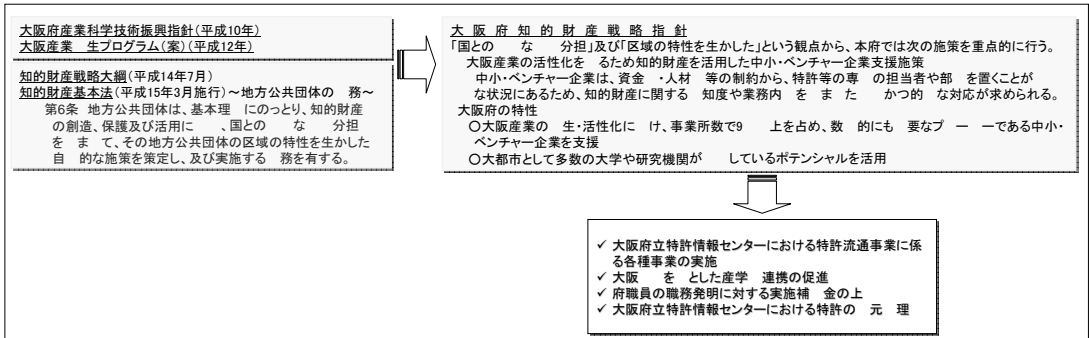 大阪府産業科学技術振興指針(平成10年)
大阪産業 生プログラム(案)(平成12年)
知的財産戦略大綱(平成14年7月)
知的財産基本法(平成15年3月施行)~地方公共団体の 務~
第6条 地方公共団体は、基本理 にのっとり、知的財産
の創造、保護及び活用に 、国との な 分担
を ま て、その地方公共団体の区域の特性を生かした
自 的な施策を策定し、及び実施する 務を有する。
大 阪 府 知 的 財 産 戦 略 指 針
「国との な 分担」及び「区域の特性を生かした」という観点から、本府では次の施策を重点的に行う。
大阪産業の活性化を るため知的財産を活用した中小・ベンチャー企業支援施策
中小・ベンチャー企業は、資金 ・人材 等の制約から、特許等の専 の担当者や部 を置くことが
な状況にあるため、知的財産に関する 知度や業務内 を ま た かつ的 な対応が求められる。
大阪府の特性
○大阪産業の 生・活性化に け、事業所数で9 上を占め、数 的にも 要なプ ー ーである中小・
ベンチャー企業を支援
○大都市として多数の大学や研究機関が しているポテンシャルを活用
✓ 大阪府立特許情報センターにおける特許流通事業に係
る各種事業の実施
✓ 大阪 を とした産学 連携の促進
✓ 府職員の職務発明に対する実施補 金の上
✓ 大阪府立特許情報センターにおける特許の 元 理